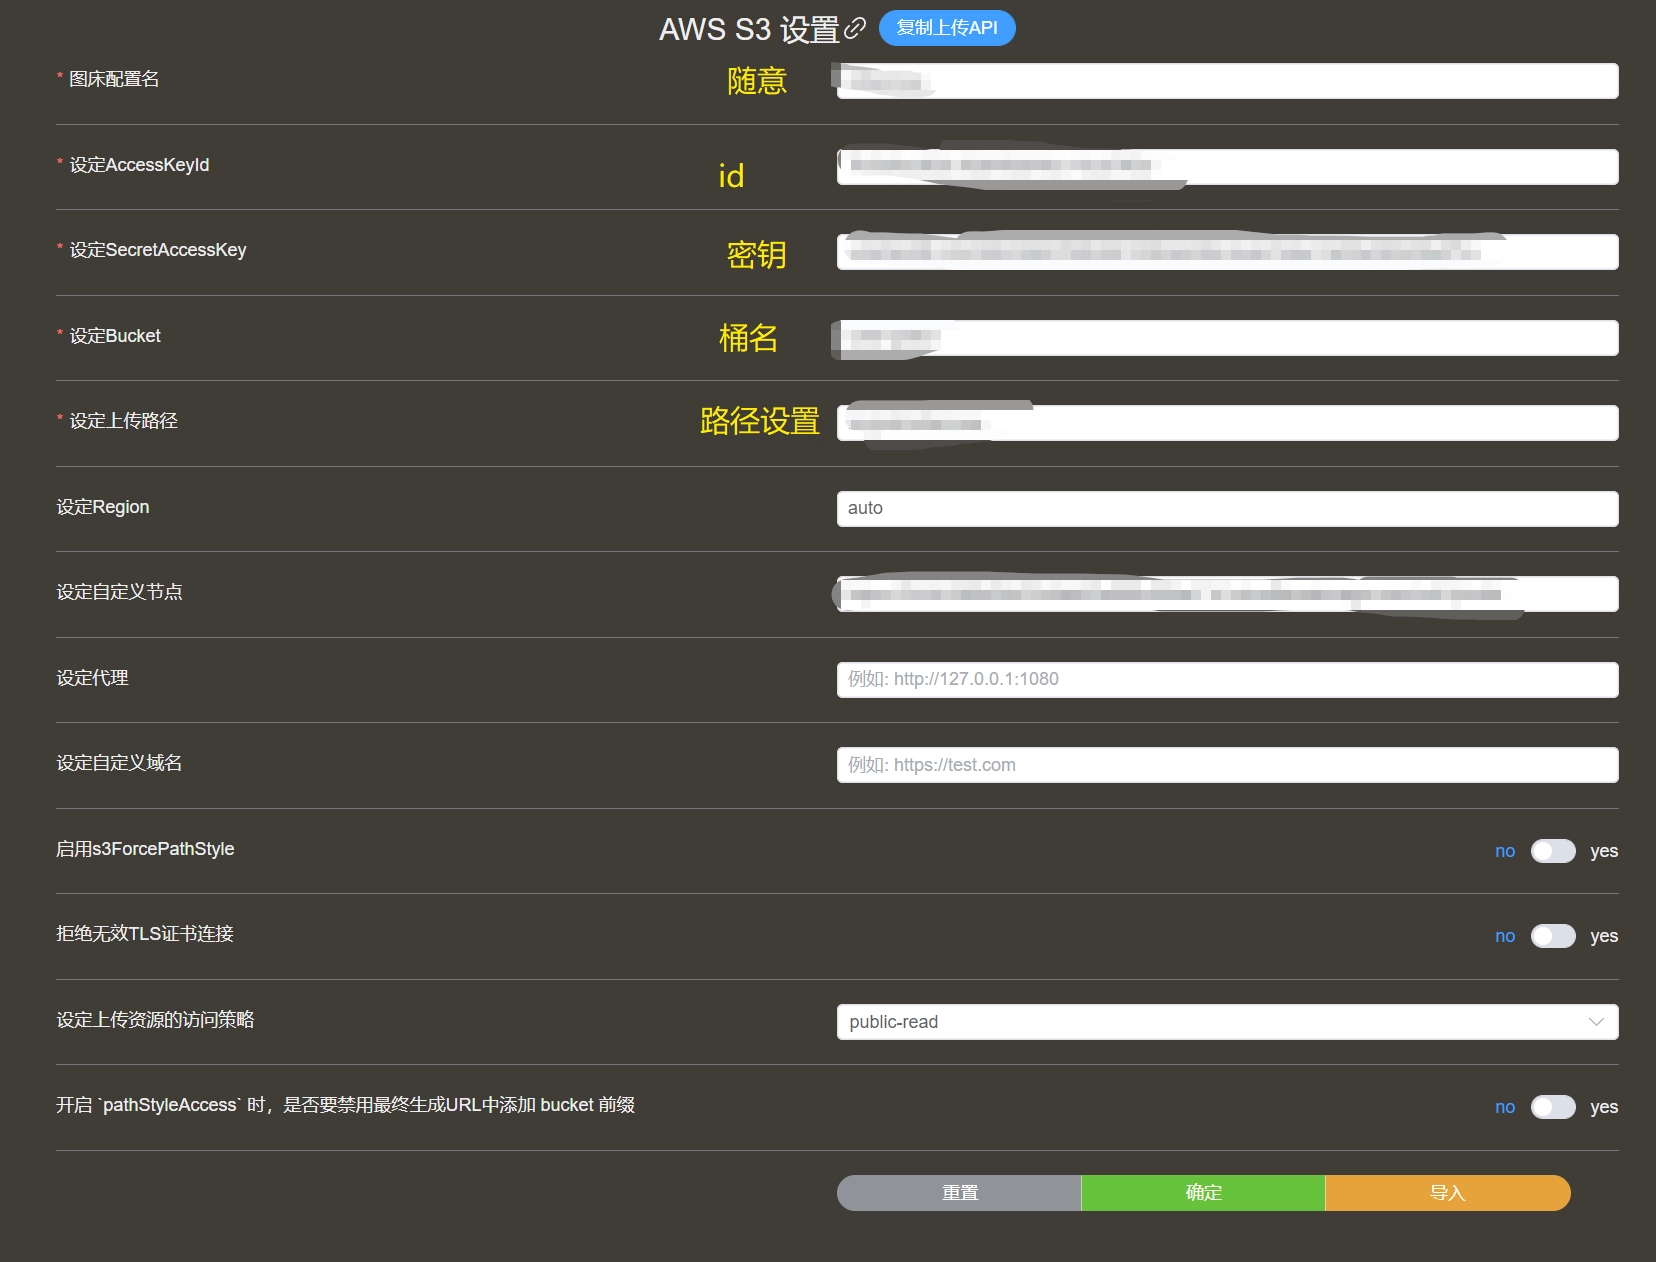 AWS S3 设置 复制上传API
* 图床配置名 随意
* 设定AccessKeyId id
* 设定SecretAccessKey 密钥
* 设定Bucket 桶名
* 设定上传路径 路径设置
设定Region auto
设定自定义节点
设定代理 例如: http://127.0.0.1:1080
设定自定义域名 例如: https://test.com
启用s3ForcePathStyle no yes
拒绝无效TLS证书连接 no yes
设定上传资源的访问策略 public-read
开启 `pathStyleAccess` 时，是否要禁用最终生成URL中添加 bucket 前缀 no yes
重置 确定 导入